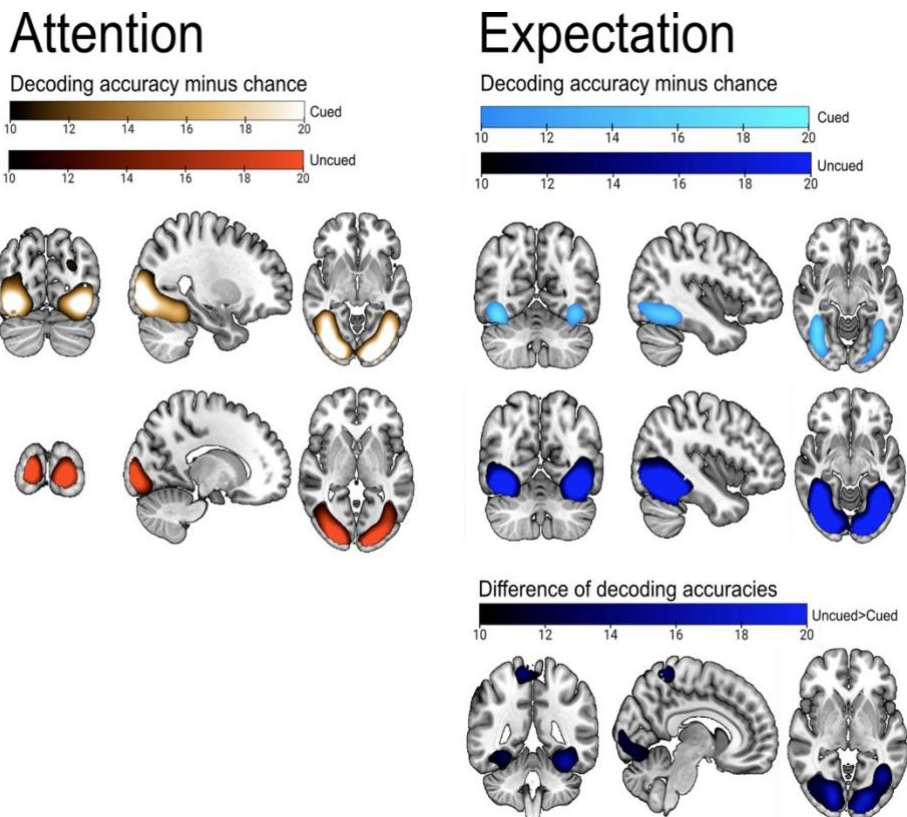 Attention
Decoding accuracy minus chance
Cued
10 12 14 16 18 20
Uncued
10 12 14 16 18 20
Expectation
Decoding accuracy minus chance
Cued
10 12 14 16 18 20
Uncued
10 12 14 16 18 20
Difference of decoding accuracies
Uncued>Cued
10 12 14 16 18 20